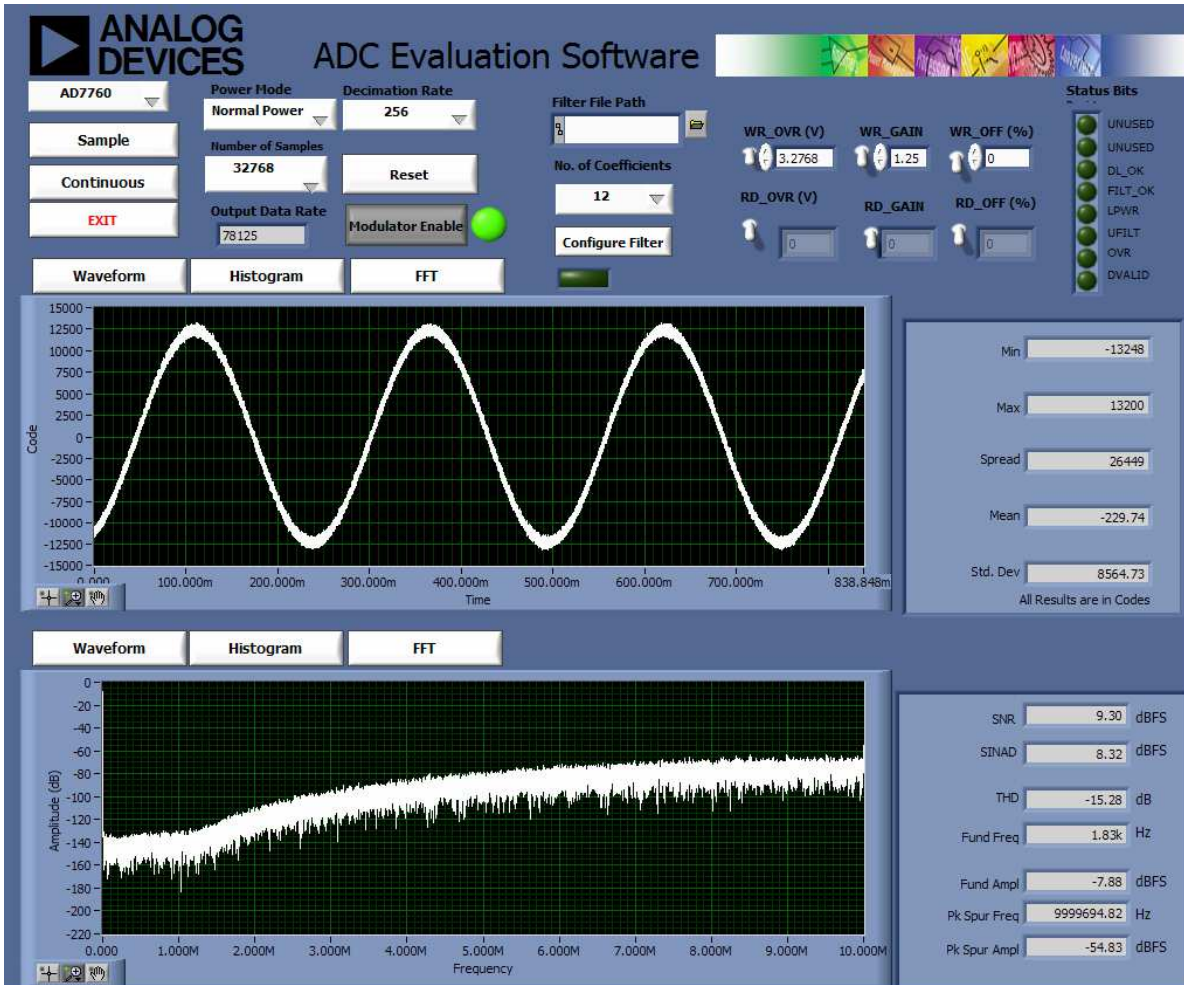 ANALOG
DEVICES
ADC Evaluation Software
AD7760
Power Mode
Decimation Rate
Normal Power
256
Filter File Path
Status Bits
Sample
Number of Samples
32768
Reset
WR_OVR (V)
WR_GAIN
WR_OFF (%)
3.2768
1.25
0
UNUSED
UNUSED
DL_OK
FILT_OK
LPWR
UFILT
OVR
DVALID
Continuous
No. of Coefficients
12
RD_OVR (V)
RD_GAIN
RD_OFF (%)
0
0
0
EXIT
Output Data Rate
78125
Modulator Enable
Configure Filter
Waveform
Histogram
FFT
15000
12500
10000
7500
5000
2500
0
-2500
-5000
-7500
-10000
-12500
-15000
Code
0.000
100.000m
200.000m
300.000m
400.000m
500.000m
600.000m
700.000m
838.848m
Time
Min
-13248
Max
13200
Spread
26449
Mean
-229.74
Std. Dev
8564.73
All Results are in Codes
Waveform
Histogram
FFT
0
-20
-40
-60
-80
-100
-120
-140
-160
-180
-200
-220
Amplitude (dB)
0.000
1.000M
2.000M
3.000M
4.000M
5.000M
6.000M
7.000M
8.000M
9.000M
10.000M
Frequency
SNR
9.30 dBFS
SINAD
8.32 dBFS
THD
-15.28 dB
Fund Freq
1.83k Hz
Fund Ampl
-7.88 dBFS
Pk Spur Freq
9999694.82 Hz
Pk Spur Ampl
-54.83 dBFS